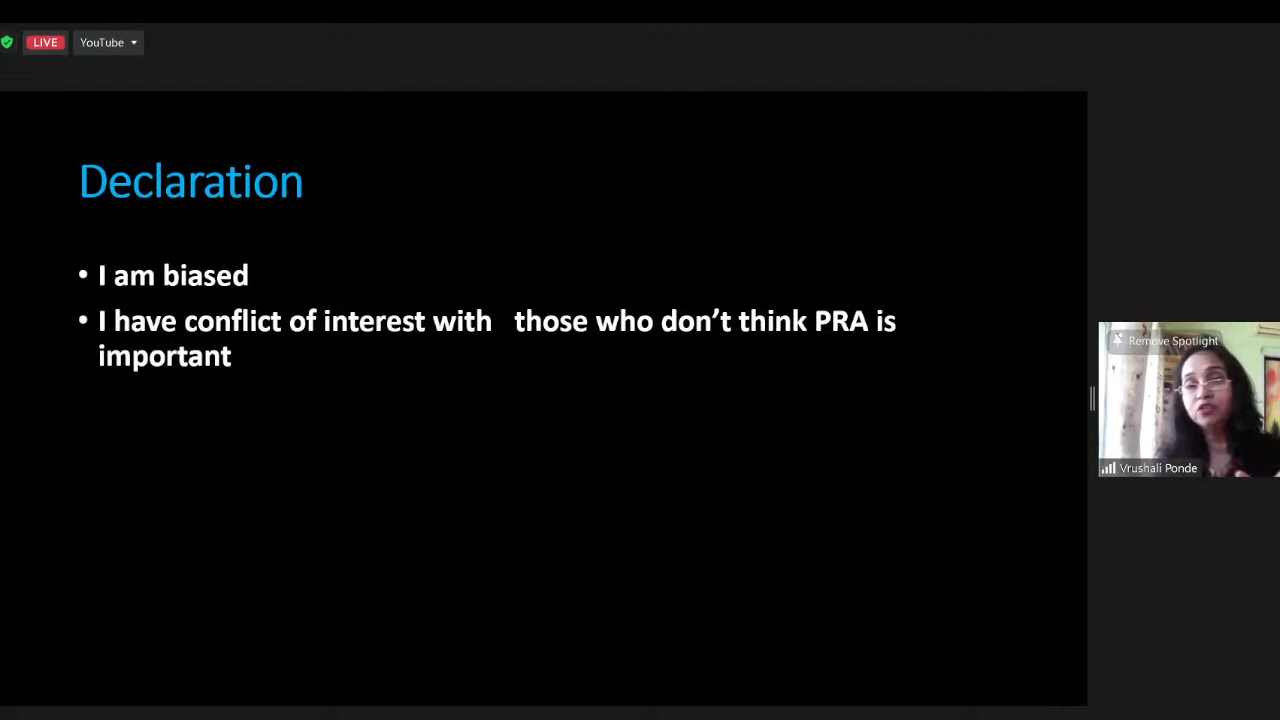 LIVE
YouTube
Declaration
• I am biased
• I have conflict of interest with   those who don’t think PRA is
important
Remove Spotlight
Vrushali Ponde